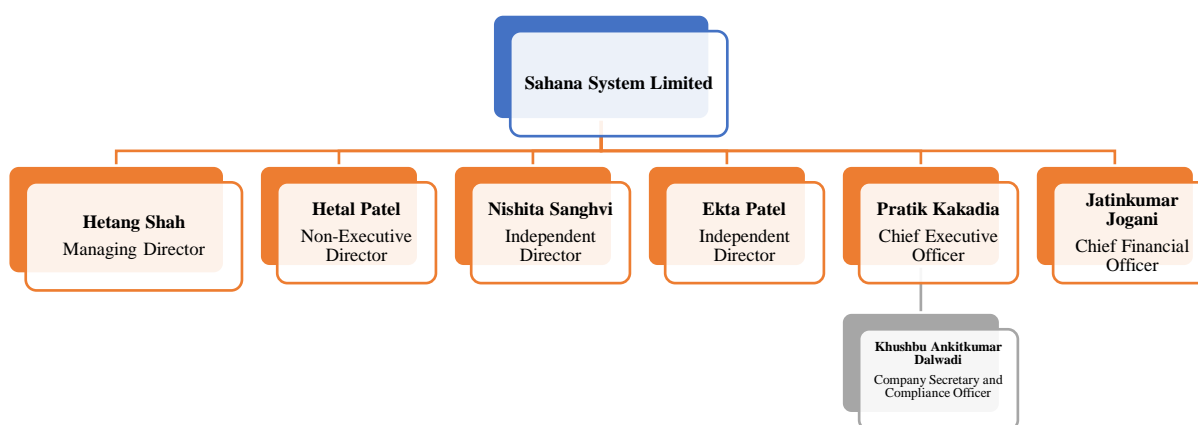 Sahana System Limited
Hetang Shah
Managing Director
Hetal Patel
Non-Executive
Director
Nishita Sanghvi
Independent
Director
Ekta Patel
Independent
Director
Pratik Kakadia
Chief Executive
Officer
Jatinkumar
Jogani
Chief Financial
Officer
Khushbu Ankitkumar
Dalwadi
Company Secretary and
Compliance Officer